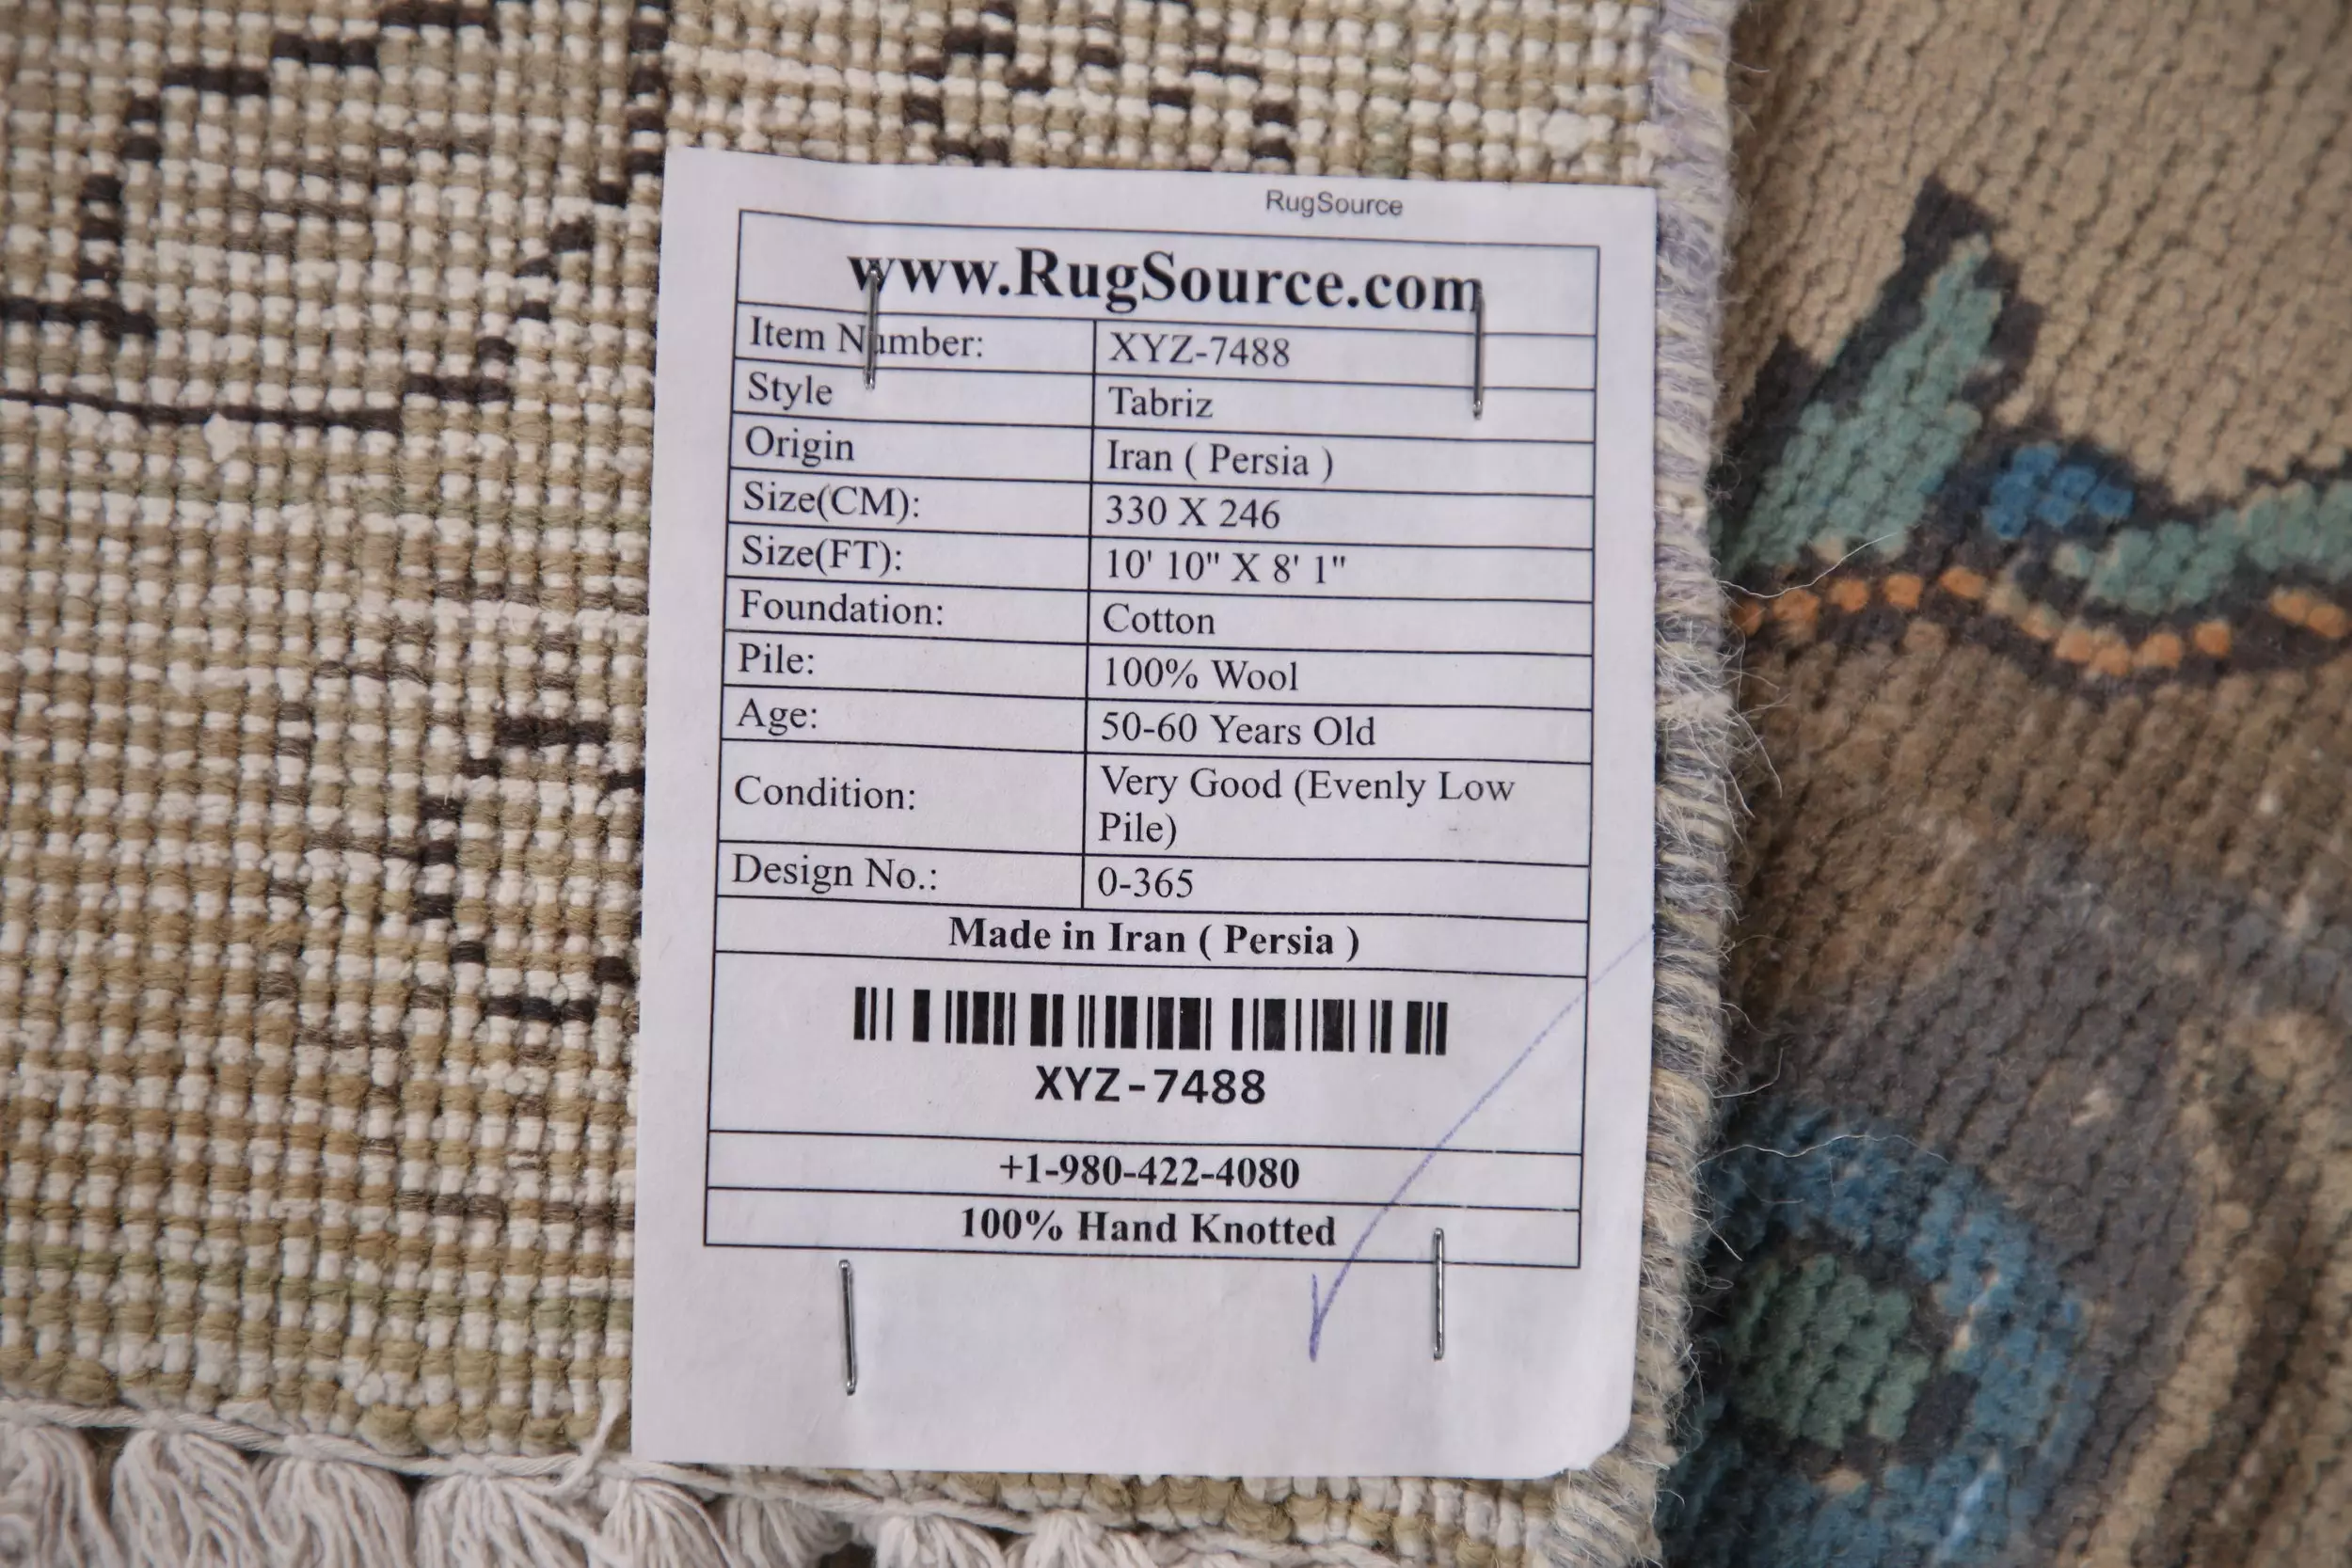 RugSource
www.RugSource.com
Item Number: XYZ-7488
Style Tabriz
Origin Iran ( Persia )
Size(CM): 330 X 246
Size(FT): 10' 10" X 8' 1"
Foundation: Cotton
Pile: 100% Wool
Age: 50-60 Years Old
Condition: Very Good (Evenly Low
Pile)
Design No.: 0-365
Made in Iran ( Persia )
XYZ-7488
+1-980-422-4080
100% Hand Knotted